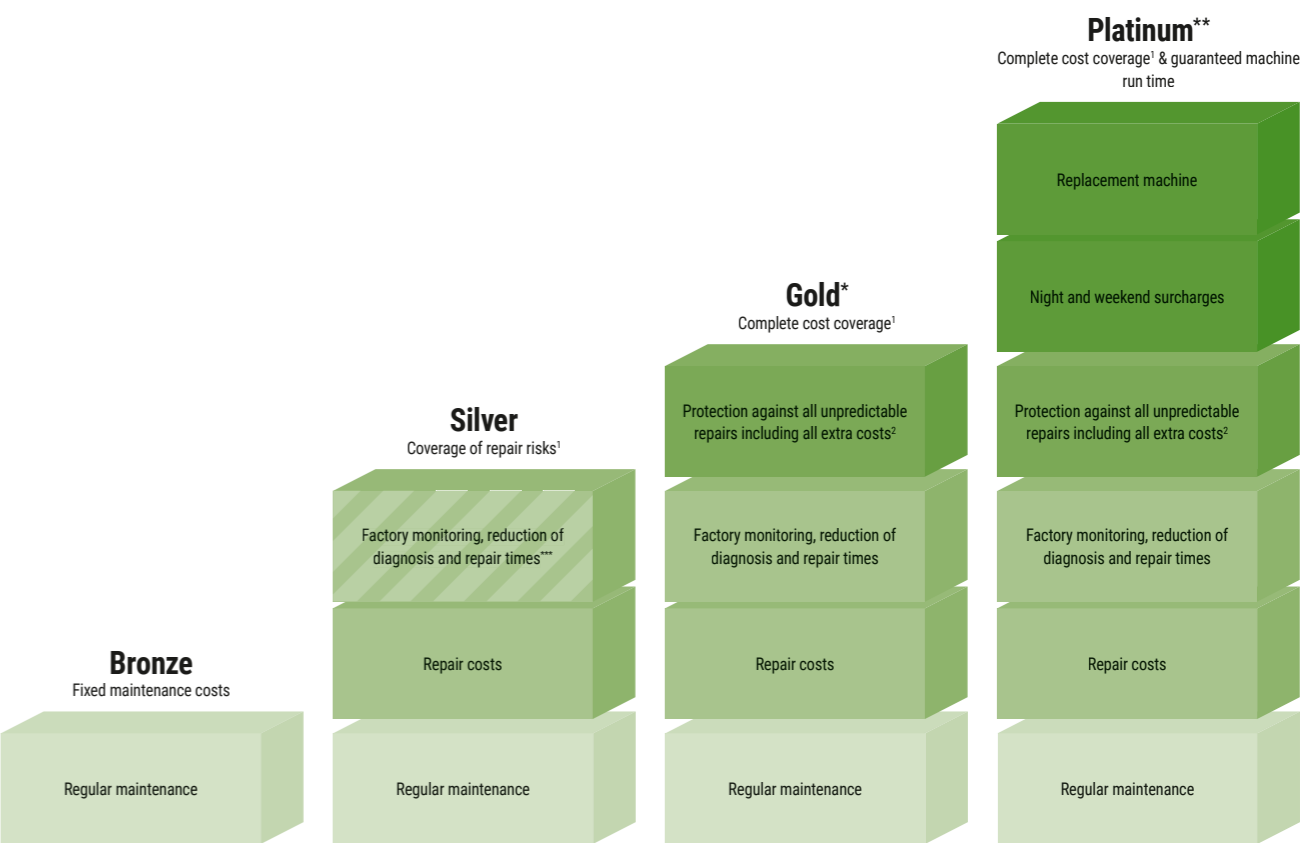 Platinum**
Complete cost coverage¹ & guaranteed machine
run time
Replacement machine
Night and weekend surcharges
Protection against all unpredictable
repairs including all extra costs²
Factory monitoring, reduction of
diagnosis and repair times
Repair costs
Regular maintenance
Gold*
Complete cost coverage¹
Protection against all unpredictable
repairs including all extra costs²
Factory monitoring, reduction of
diagnosis and repair times
Repair costs
Regular maintenance
Silver
Coverage of repair risks¹
Factory monitoring, reduction of
diagnosis and repair times***
Repair costs
Regular maintenance
Bronze
Fixed maintenance costs
Regular maintenance